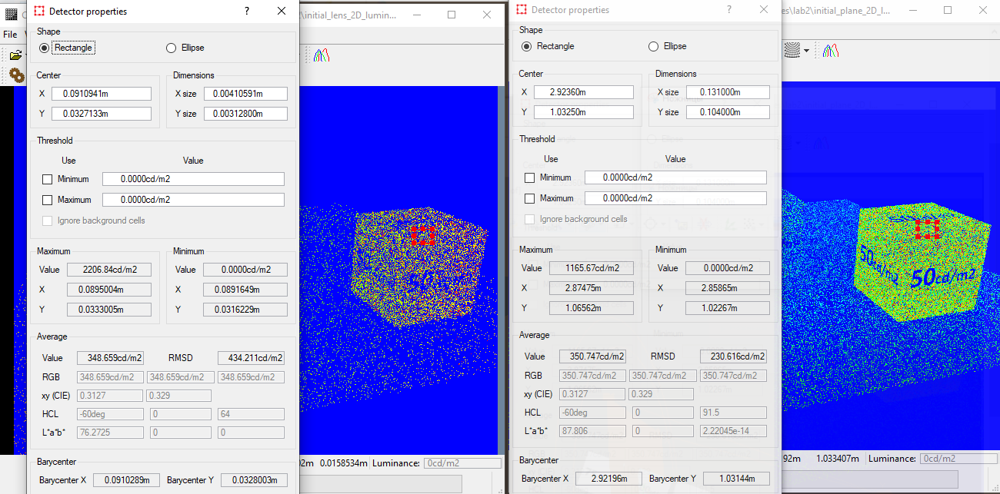 Detector properties ?
File
Shape
Rectangle Ellipse
Center Dimensions
X 0.0910941m X size 0.00410591m
Y 0.0327133m Y size 0.00312800m
Threshold
Use Value
Minimum 0.0000cd/m2
Maximum 0.0000cd/m2
Ignore background cells
Maximum Minimum
Value 2206.84cd/m2 Value 0.0000cd/m2
X 0.0895004m X 0.0891649m
Y 0.0333005m Y 0.0316229m
Average
Value 348.659cd/m2 RMSD 434.211cd/m2
RGB 348.659cd/m2 348.659cd/m2 348.659cd/m2
xy (CIE) 0.3127 0.329
HCL -60deg 0 64
L*a*b* 76.2725 0 0
Barycenter
Barycenter X 0.0910289m Barycenter Y 0.0328003m
\initial_lens_2D_lumin...
02m 0.0158534m Luminance: 0cd/m2
Detector properties ?
Shape
Rectangle Ellipse
Center Dimensions
X 2.92360m X size 0.131000m
Y 1.03250m Y size 0.104000m
Threshold
Use Value
Minimum 0.0000cd/m2
Maximum 0.0000cd/m2
Ignore background cells
Maximum Minimum
Value 1165.67cd/m2 Value 0.0000cd/m2
X 2.87475m X 2.85865m
Y 1.06562m Y 1.02267m
Average
Value 350.747cd/m2 RMSD 230.616cd/m2
RGB 350.747cd/m2 350.747cd/m2 350.747cd/m2
xy (CIE) 0.3127 0.329
HCL -60deg 0 91.5
L*a*b* 87.806 0 2.22045e-14
Barycenter
Barycenter X 2.92196m Barycenter Y 1.03144m
es\lab2\initial_plane_2D_l...
50cd/m2
92m 1.033407m Luminance: 0cd/m2